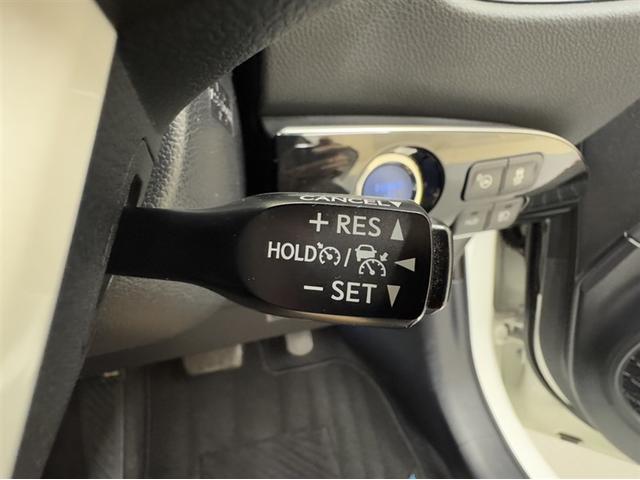 CANCEL
+ RES
HOLD /
− SET